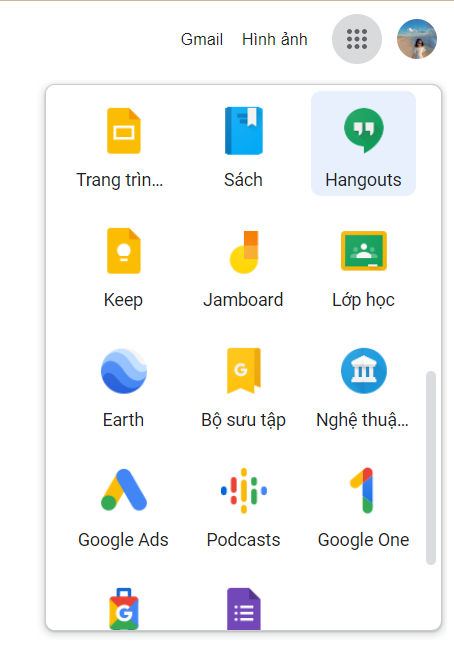 Gmail Hình ảnh
Trang trìn... Sách Hangouts
Keep Jamboard Lớp học
Earth Bộ sưu tập Nghệ thuậ...
Google Ads Podcasts Google One